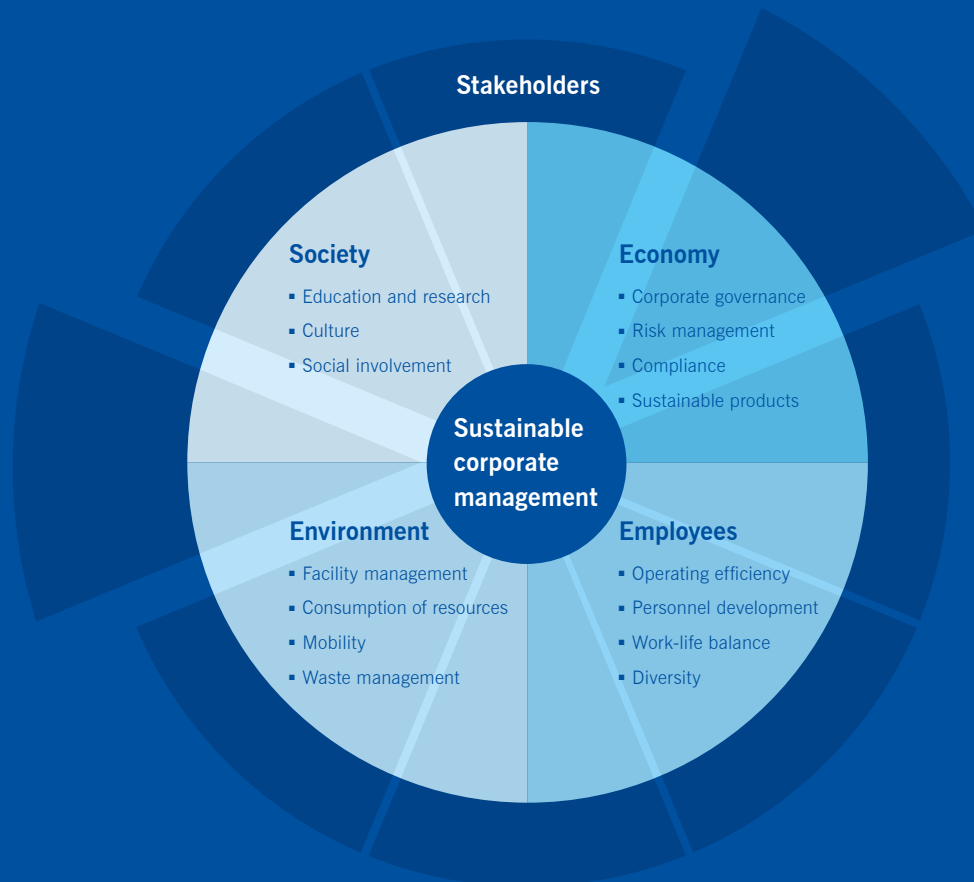 Stakeholders
Society
▪ Education and research
▪ Culture
▪ Social involvement
Economy
▪ Corporate governance
▪ Risk management
▪ Compliance
▪ Sustainable products
Sustainable
corporate
management
Environment
▪ Facility management
▪ Consumption of resources
▪ Mobility
▪ Waste management
Employees
▪ Operating efficiency
▪ Personnel development
▪ Work-life balance
▪ Diversity